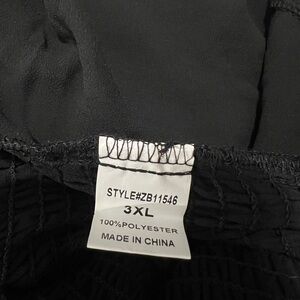 STYLE#ZB11546
3XL
100%POLYESTER
MADE IN CHINA